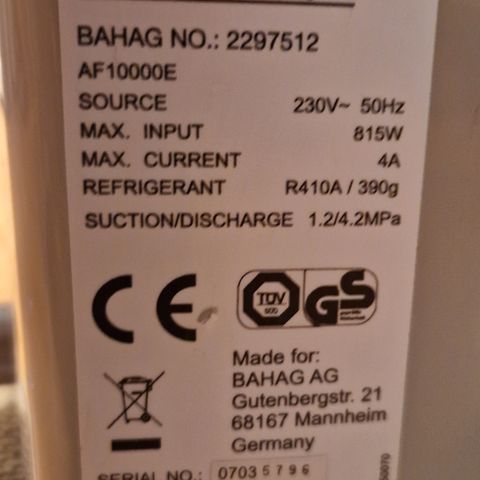 BAHAG NO.: 2297512
AF10000E
SOURCE 230V~ 50Hz
MAX. INPUT 815W
MAX. CURRENT 4A
REFRIGERANT R410A / 390g
SUCTION/DISCHARGE 1.2/4.2MPa
CE
TÜV
GS
Made for:
BAHAG AG
Gutenbergstr. 21
68167 Mannheim
Germany
SERIAL NO.: 07035796